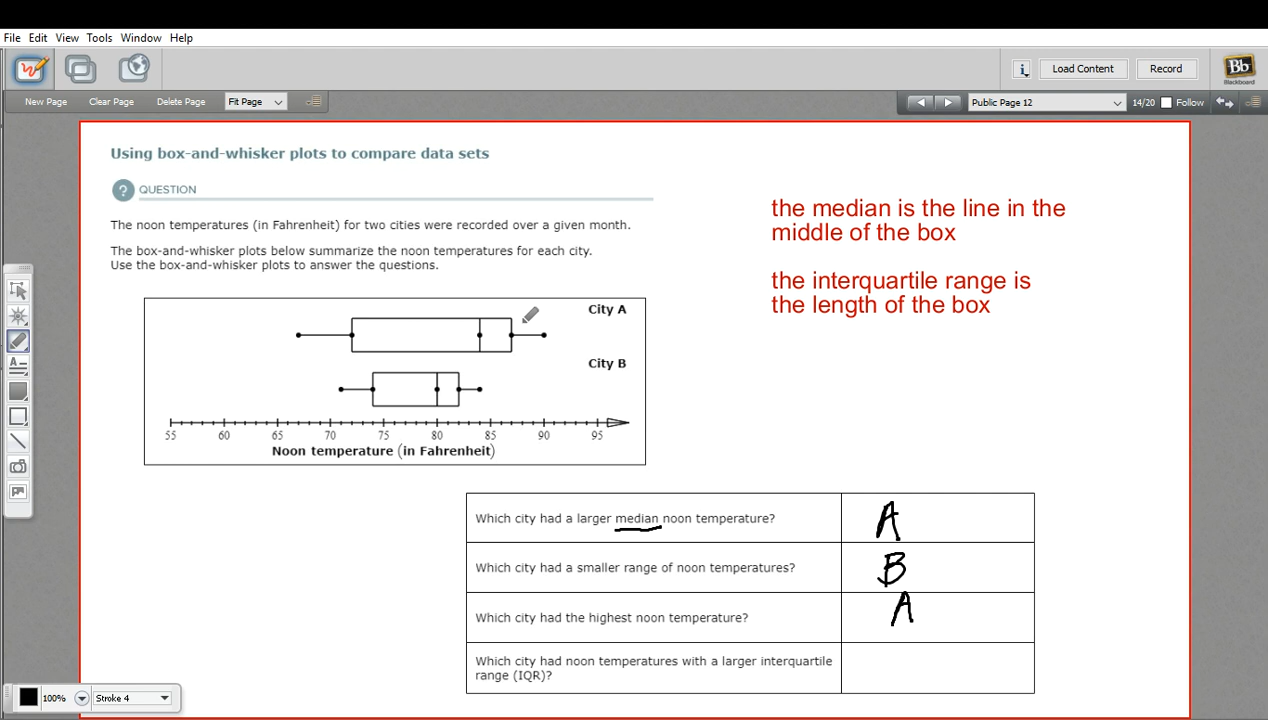 File Edit View Tools Window Help
Load Content Record Bb Blackboard
New Page Clear Page Delete Page Fit Page Public Page 12 14/20 Follow
Using box-and-whisker plots to compare data sets
? QUESTION
The noon temperatures (in Fahrenheit) for two cities were recorded over a given month.
The box-and-whisker plots below summarize the noon temperatures for each city.
Use the box-and-whisker plots to answer the questions.
the median is the line in the
middle of the box
the interquartile range is
the length of the box
City A
City B
55 60 65 70 75 80 85 90 95
Noon temperature (in Fahrenheit)
Which city had a larger median noon temperature? A
Which city had a smaller range of noon temperatures? B
Which city had the highest noon temperature? A
Which city had noon temperatures with a larger interquartile
range (IQR)?
100% Stroke 4